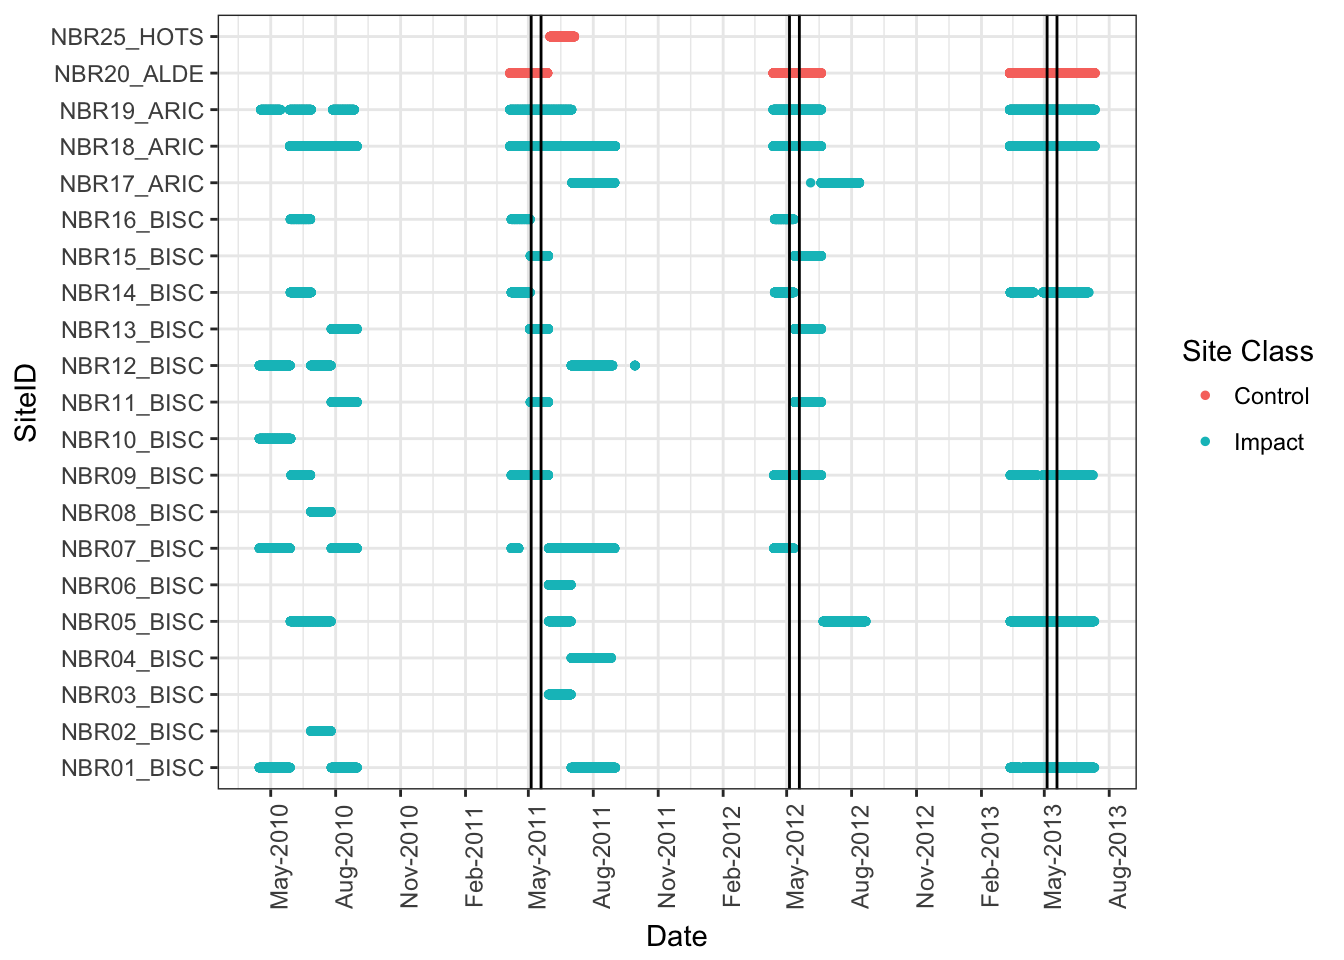 NBR25_HOTS
NBR20_ALDE
NBR19_ARIC
NBR18_ARIC
NBR17_ARIC
NBR16_BISC
NBR15_BISC
NBR14_BISC
NBR13_BISC
NBR12_BISC
NBR11_BISC
NBR10_BISC
NBR09_BISC
NBR08_BISC
NBR07_BISC
NBR06_BISC
NBR05_BISC
NBR04_BISC
NBR03_BISC
NBR02_BISC
NBR01_BISC
SiteID
May-2010
Aug-2010
Nov-2010
Feb-2011
May-2011
Aug-2011
Nov-2011
Feb-2012
May-2012
Aug-2012
Nov-2012
Feb-2013
May-2013
Aug-2013
Date
Site Class
Control
Impact